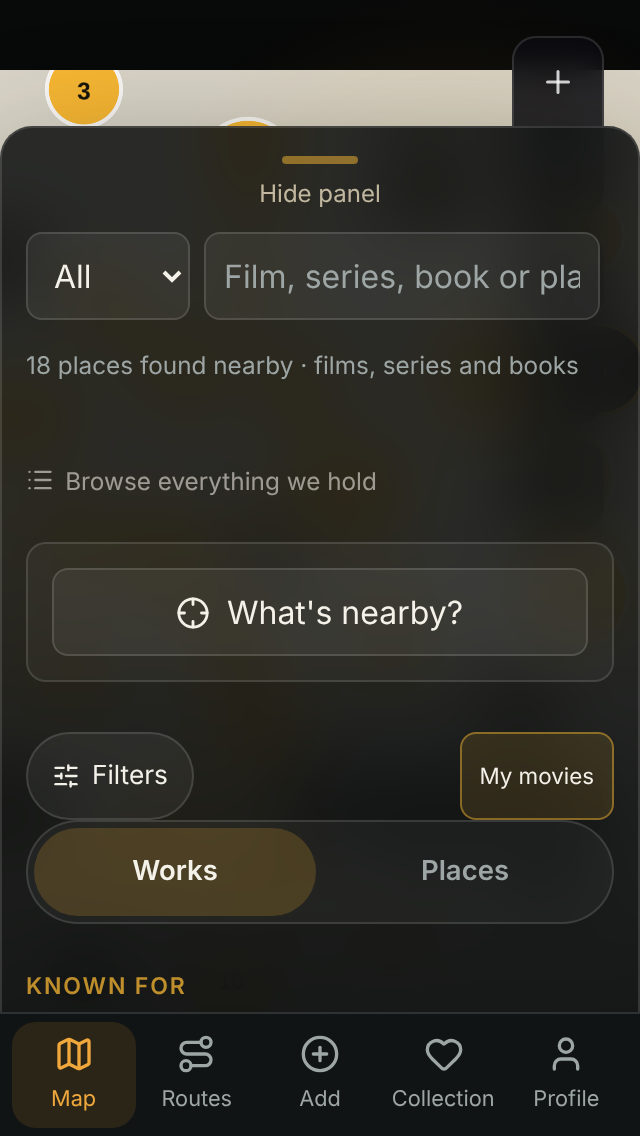 3
Hide panel
All
Film, series, book or pla
18 places found nearby · films, series and books
Browse everything we hold
What's nearby?
Filters
My movies
Works
Places
KNOWN FOR
Map
Routes
Add
Collection
Profile